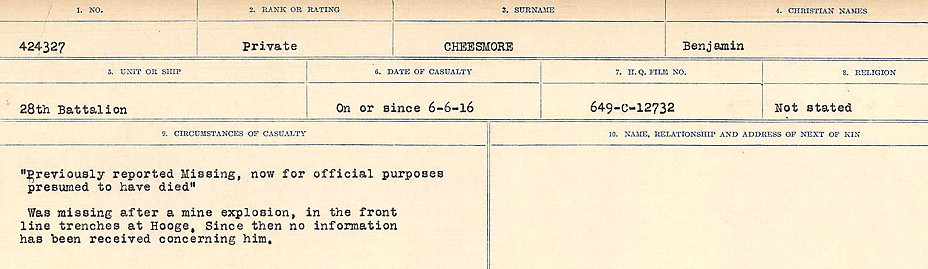 1. NO. 2. RANK OR RATING 3. SURNAME 4. CHRISTIAN NAMES
424327 Private CHEESMORE Benjamin
5. UNIT OR SHIP 6. DATE OF CASUALTY 7. H. Q. FILE NO. 8. RELIGION
28th Battalion On or since 6-6-16 649-C-12732 Not stated
9. CIRCUMSTANCES OF CASUALTY 10. NAME, RELATIONSHIP AND ADDRESS OF NEXT OF KIN
"Previously reported Missing, now for official purposes
presumed to have died"
Was missing after a mine explosion, in the front
line trenches at Hooge. Since then no information
has been received concerning him.